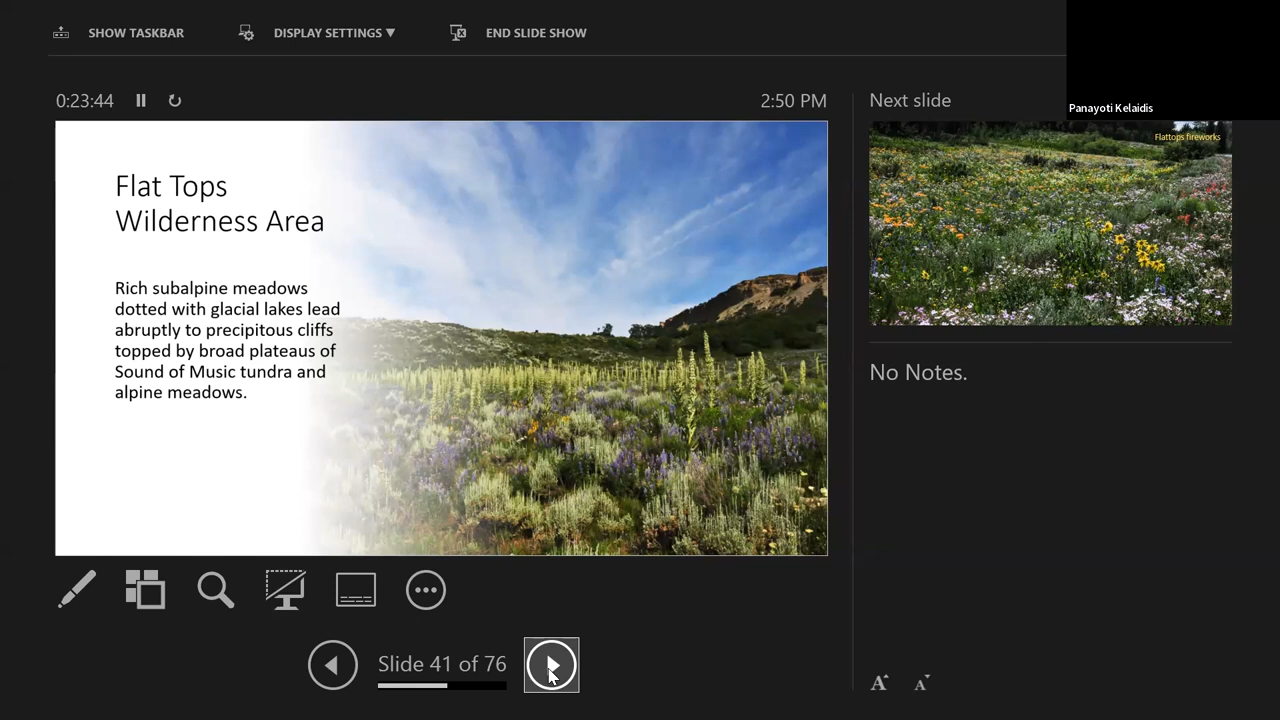 SHOW TASKBAR
DISPLAY SETTINGS ▼
END SLIDE SHOW
Panayoti Kelaidis
0:23:44
2:50 PM
Next slide
Flat Tops
Wilderness Area
Rich subalpine meadows
dotted with glacial lakes lead
abruptly to precipitous cliffs
topped by broad plateaus of
Sound of Music tundra and
alpine meadows.
Flattops fireworks
No Notes.
Slide 41 of 76
A
A